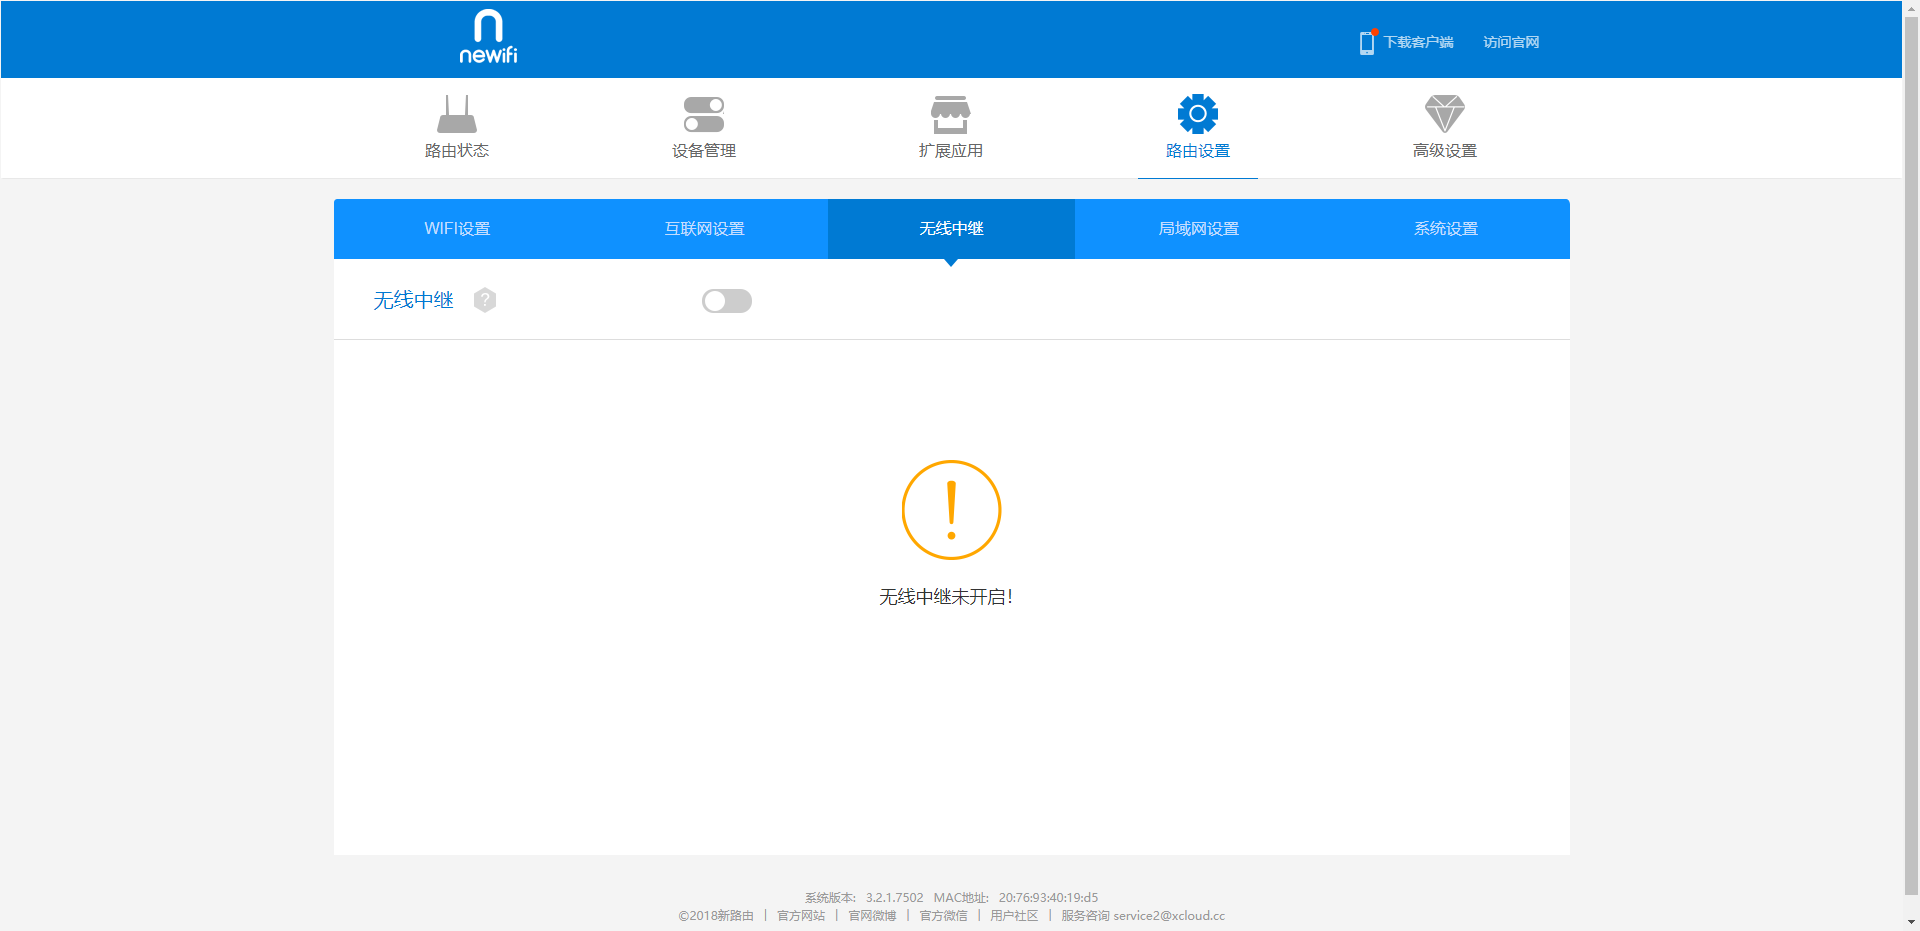 newifi
下载客户端 访问官网
路由状态 设备管理 扩展应用 路由设置 高级设置
WIFI设置 互联网设置 无线中继 局域网设置 系统设置
无线中继 ?
无线中继未开启!
系统版本: 3.2.1.7502 MAC地址: 20:76:93:40:19:d5
©2018新路由 | 官方网站 | 官网微博 | 官方微信 | 用户社区 | 服务咨询 service2@xcloud.cc